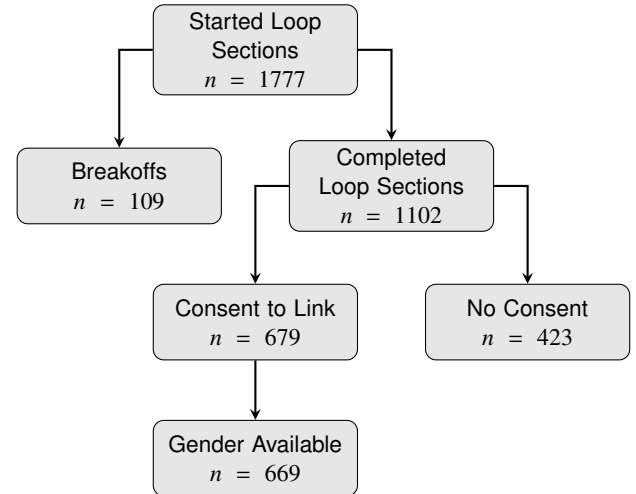 Started Loop
Sections
n = 1777
Breakoffs
n = 109
Completed
Loop Sections
n = 1102
Consent to Link
n = 679
No Consent
n = 423
Gender Available
n = 669